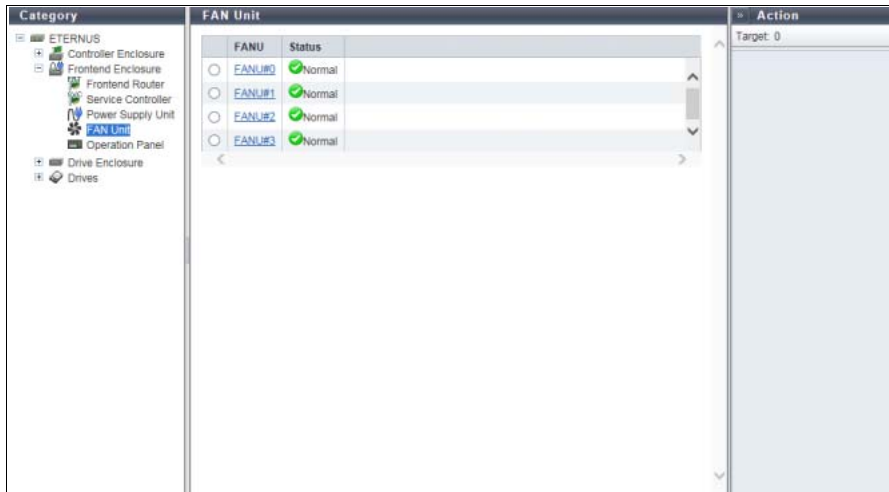 Category
ETERNUS
Controller Enclosure
Frontend Enclosure
Frontend Router
Service Controller
Power Supply Unit
FAN Unit
Operation Panel
Drive Enclosure
Drives
FAN Unit
FANU Status
FANU#0 Normal
FANU#1 Normal
FANU#2 Normal
FANU#3 Normal
» Action
Target: 0